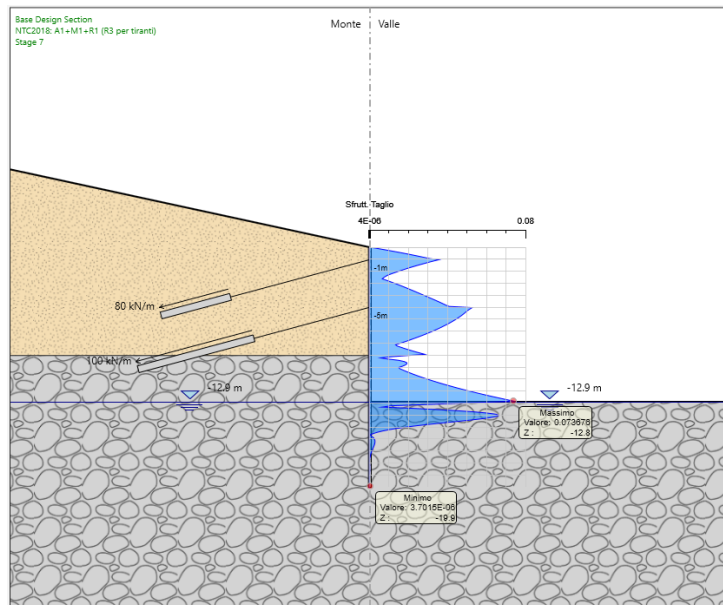 Base Design Section
NTC2018: A1+M1+R1 (R3 per tiranti)
Stage 7
Monte
Valle
Sfrutt. Taglio
4E-06
0.08
-1m
80 kN/m
-5m
100 kN/m
-12.9 m
-12.9 m
Massimo
Valore: 0.073676
Z : -12.8
Minimo
Valore: 3.7015E-06
Z : -19.9